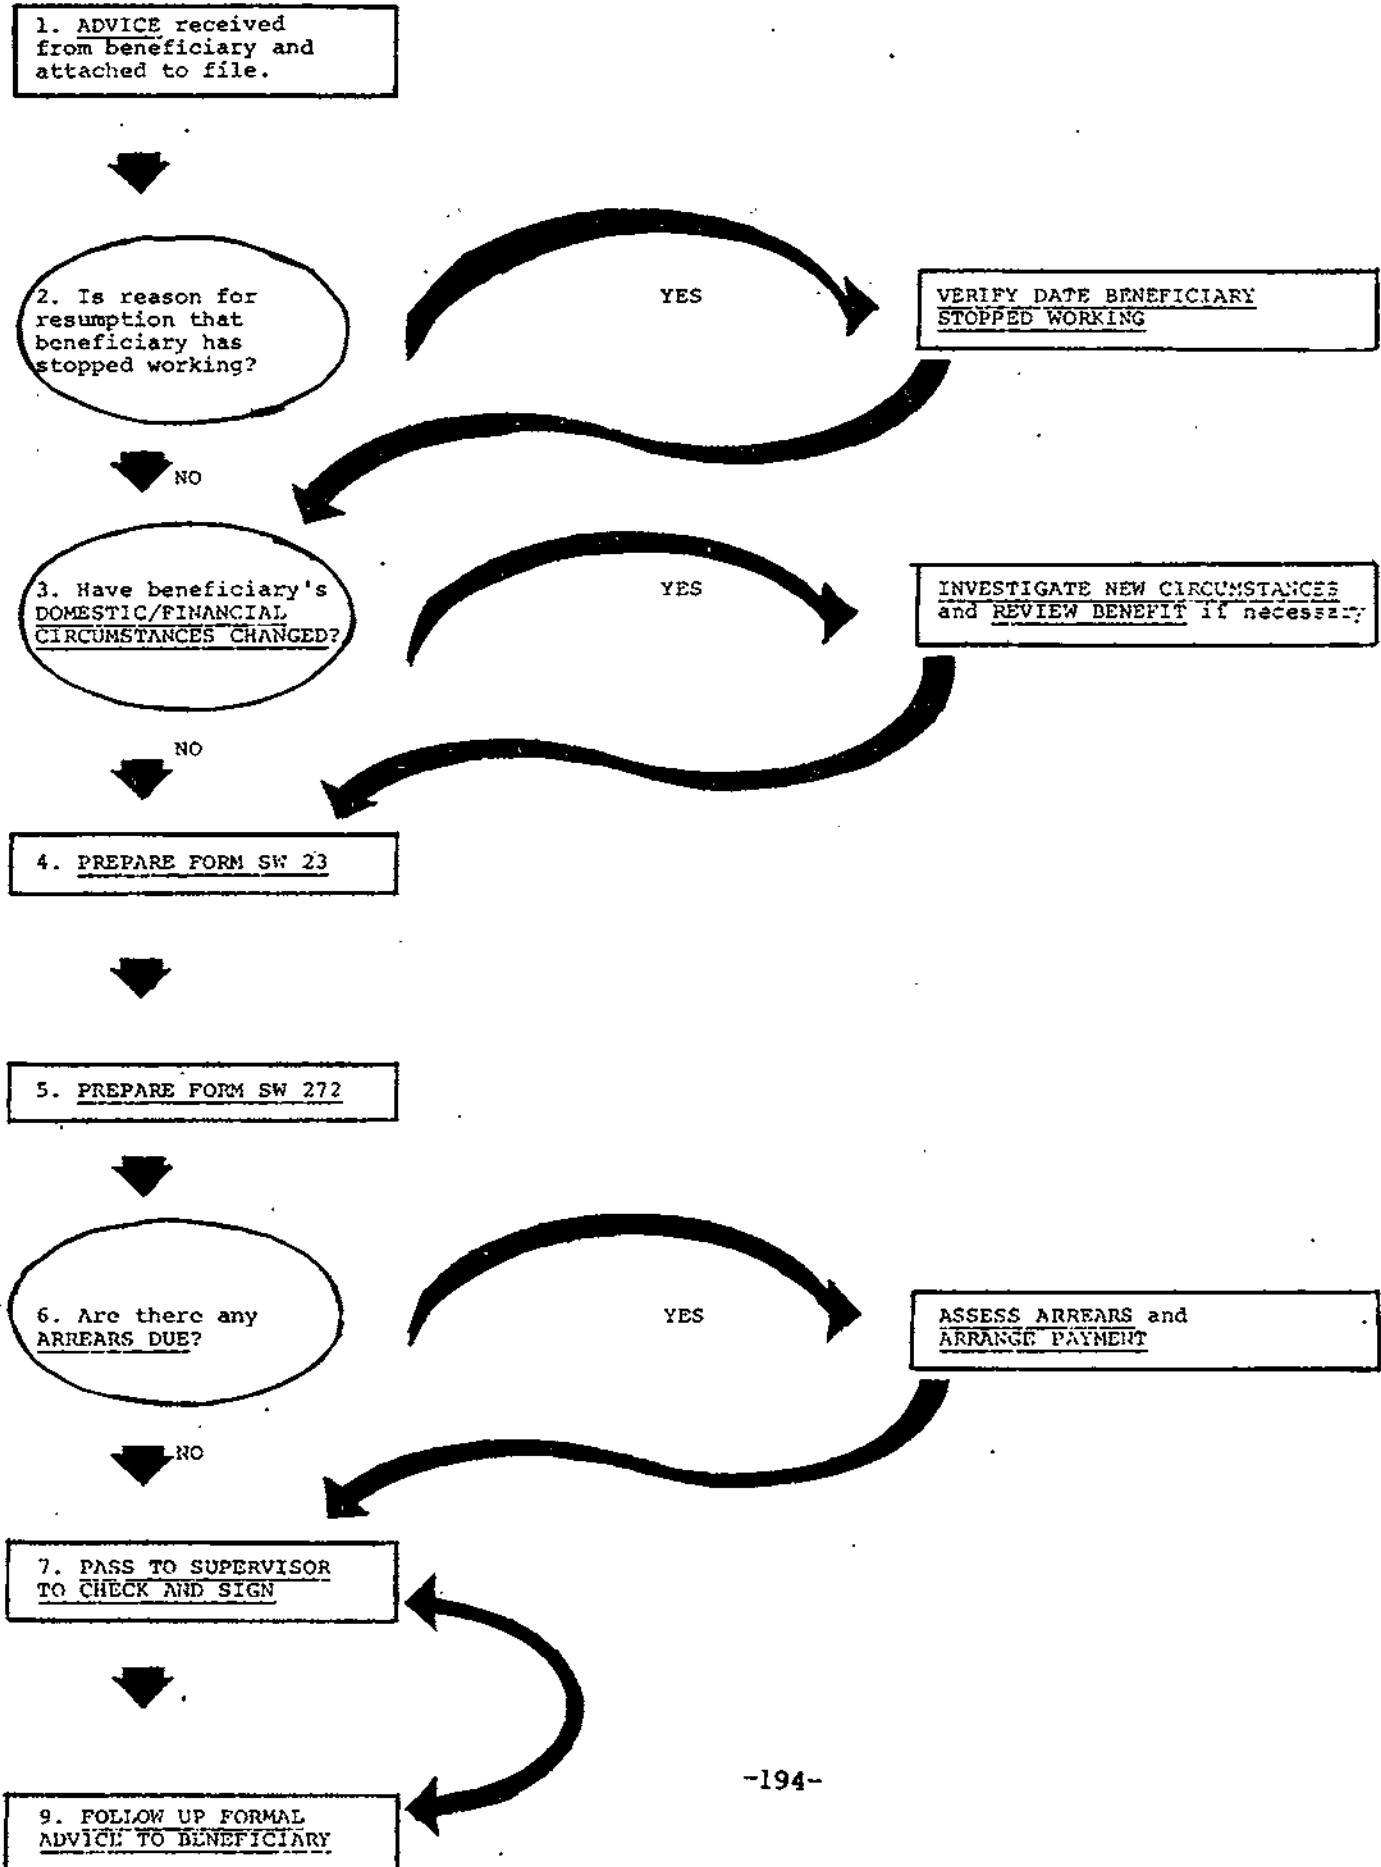 1. ADVICE received
from beneficiary and
attached to file.
2. Is reason for
resumption that
beneficiary has
stopped working?
YES
VERIFY DATE BENEFICIARY
STOPPED WORKING
NO
3. Have beneficiary's
DOMESTIC/FINANCIAL
CIRCUMSTANCES CHANGED?
YES
INVESTIGATE NEW CIRCUMSTANCES
and REVIEW BENEFIT if necessary
NO
4. PREPARE FORM SW 23
5. PREPARE FORM SW 272
6. Are there any
ARREARS DUE?
YES
ASSESS ARREARS and
ARRANGE PAYMENT
NO
7. PASS TO SUPERVISOR
TO CHECK AND SIGN
-194-
9. FOLLOW UP FORMAL
ADVICE TO BENEFICIARY